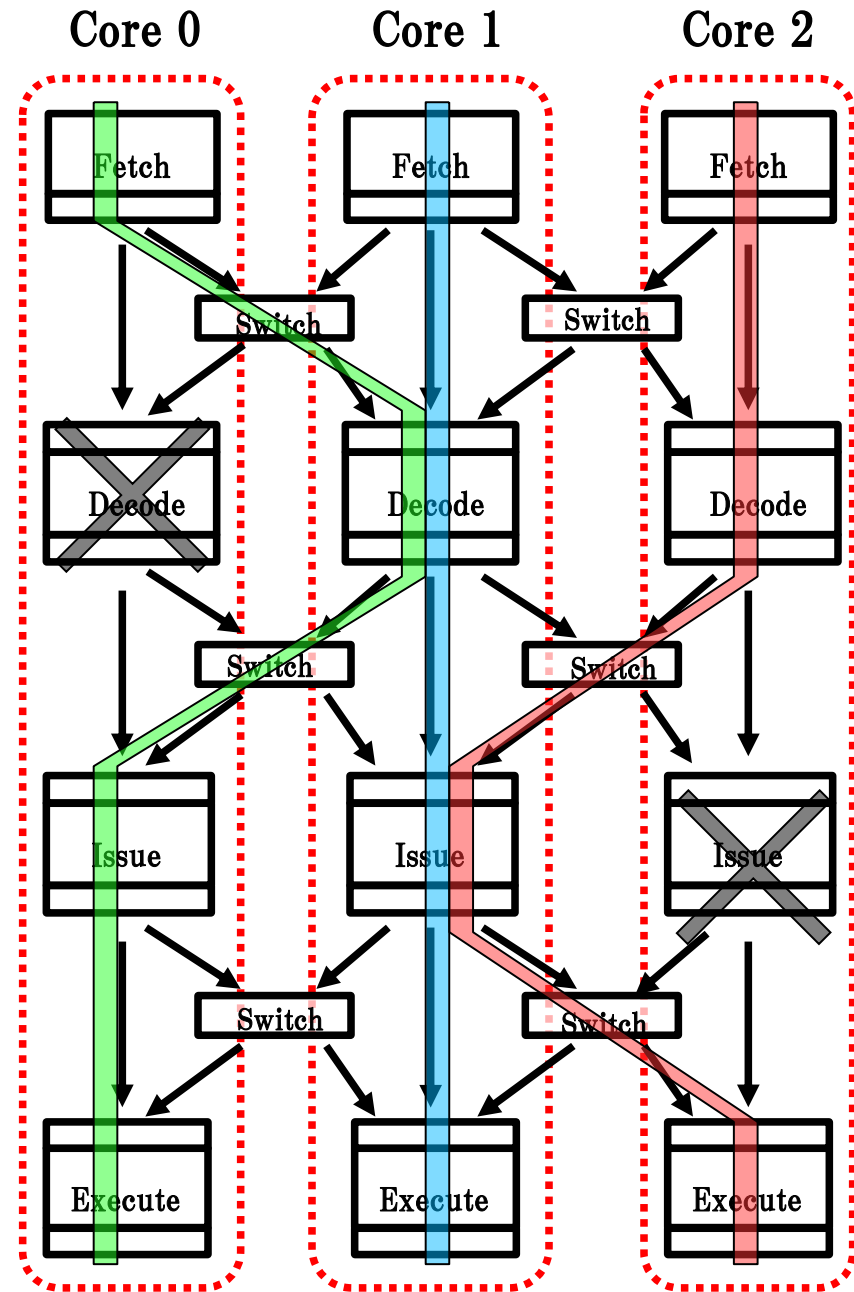 Core 0 Core 1 Core 2
Fetch Fetch Fetch
Switch Switch
Decode Decode Decode
Switch Switch
Issue Issue Issue
Switch Switch
Execute Execute Execute